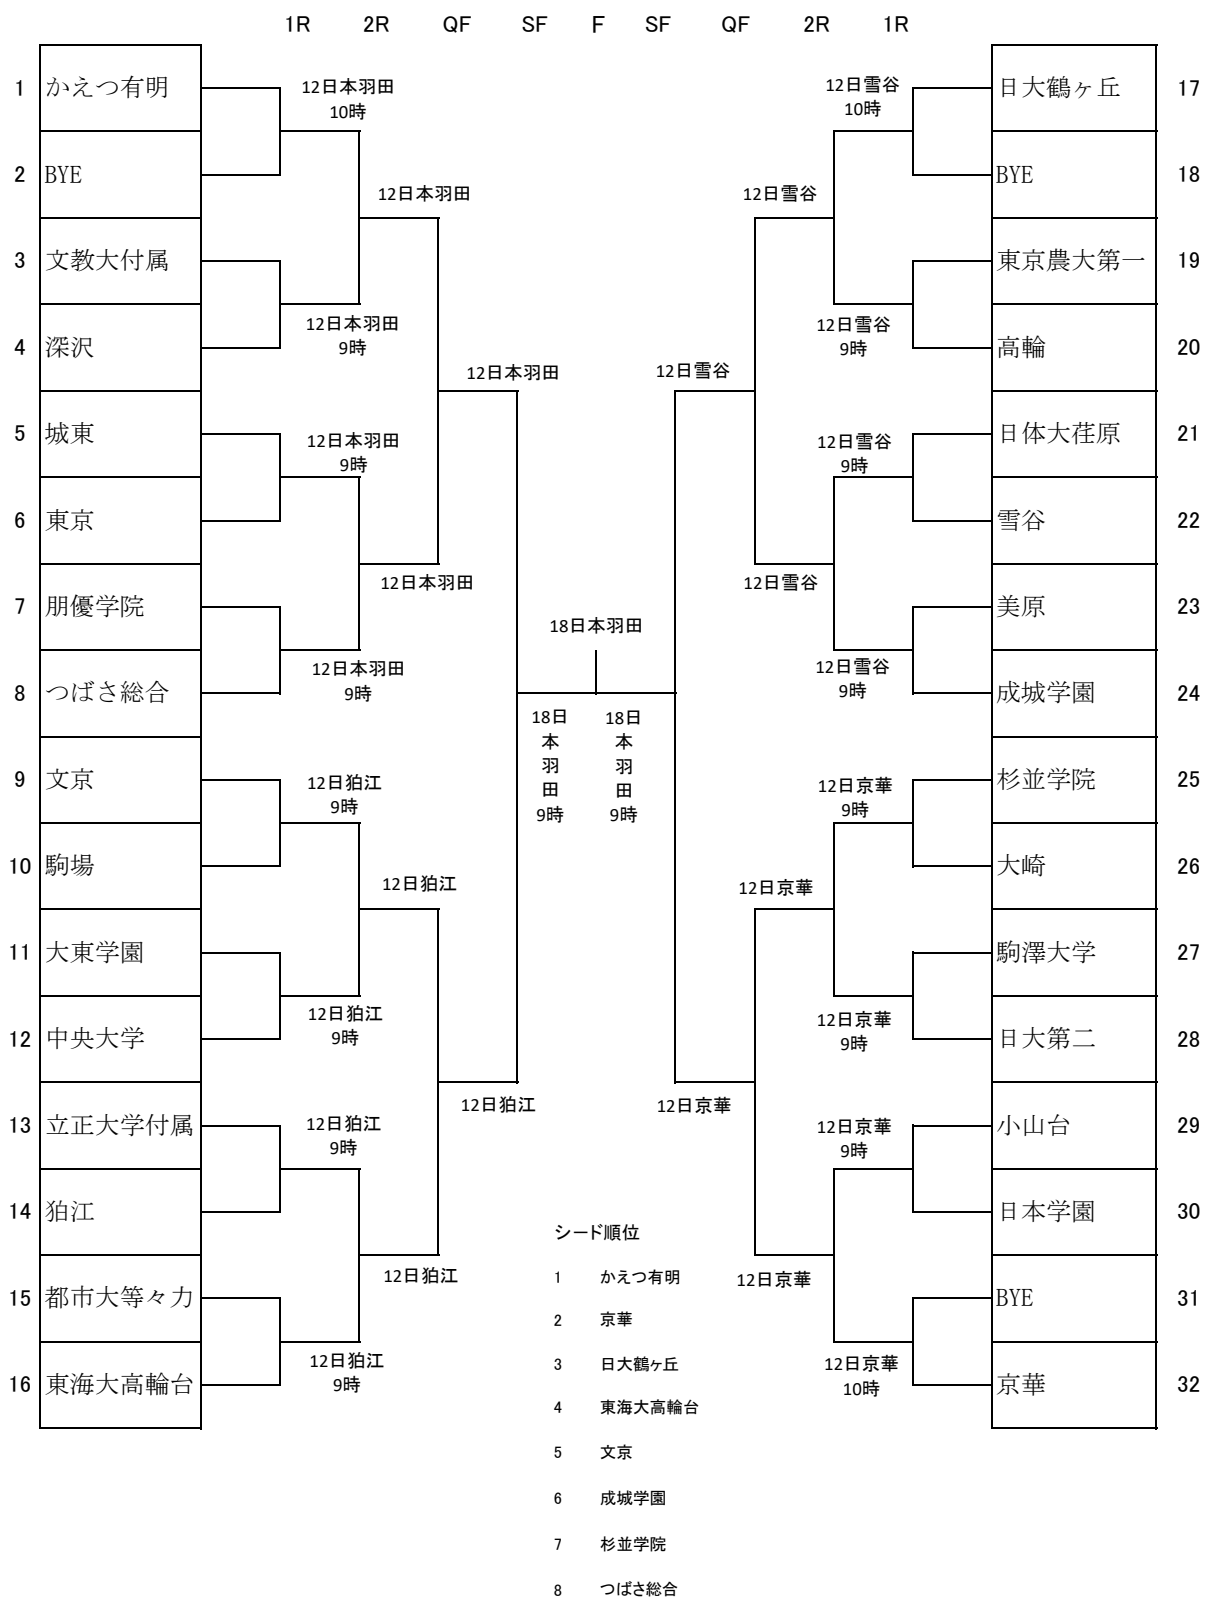 1R 2R QF SF F SF QF 2R 1R
1 かえつ有明
2 BYE
3 文教大付属
4 深沢
5 城東
6 東京
7 朋優学院
8 つばさ総合
9 文京
10 駒場
11 大東学園
12 中央大学
13 立正大学付属
14 狛江
15 都市大等々力
16 東海大高輪台
12日本羽田
10時
12日本羽田
9時
12日本羽田
9時
12日本羽田
9時
12日狛江
9時
12日狛江
9時
12日狛江
9時
12日狛江
9時
12日本羽田
12日本羽田
12日狛江
12日狛江
12日本羽田
12日狛江
18日本羽田
18日
本
羽
田
9時
18日
本
羽
田
9時
12日雪谷
12日京華
12日雪谷
12日雪谷
12日京華
12日京華
12日雪谷
10時
12日雪谷
9時
12日雪谷
9時
12日雪谷
9時
12日京華
9時
12日京華
9時
12日京華
9時
12日京華
10時
日大鶴ヶ丘 17
BYE 18
東京農大第一 19
高輪 20
日体大荏原 21
雪谷 22
美原 23
成城学園 24
杉並学院 25
大崎 26
駒澤大学 27
日大第二 28
小山台 29
日本学園 30
BYE 31
京華 32
シード順位
1 かえつ有明
2 京華
3 日大鶴ヶ丘
4 東海大高輪台
5 文京
6 成城学園
7 杉並学院
8 つばさ総合